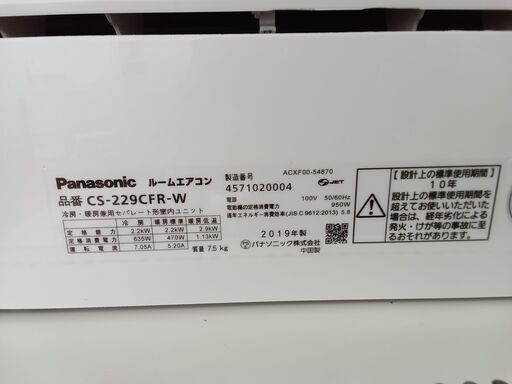 Panasonic ルームエアコン
品番 CS-229CFR-W
冷房・暖房兼用セパレート形室内ユニット
冷房標準 暖房標準 暖房低温
定格能力 2.2kW 2.2kW 2.9kW
定格消費電力 635W 470W 1.13kW
運転電流 7.05A 5.20A
質量 7.5kg
ACXF00-54870
製造番号
4571020004
JET
電源 100V 50/60Hz
電動機の定格消費電力 950W
通年エネルギー消費効率(JIS C 9612:2013) 5.8
2019年製
パナソニック株式会社
中国製
【設計上の標準使用期間】
10年
設計上の標準使用期間を
超えてお使いいただいた
場合は、経年劣化による
発火・けが等の事故に至る
おそれがあります。